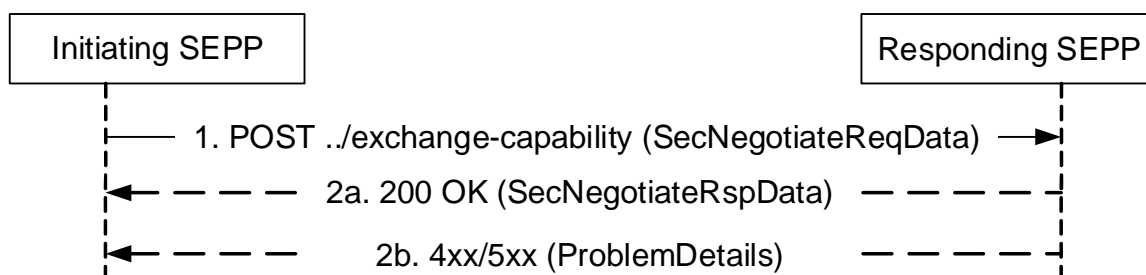 Initiating SEPP
Responding SEPP
1. POST ../exchange-capability (SecNegotiateReqData)
2a. 200 OK (SecNegotiateRspData)
2b. 4xx/5xx (ProblemDetails)